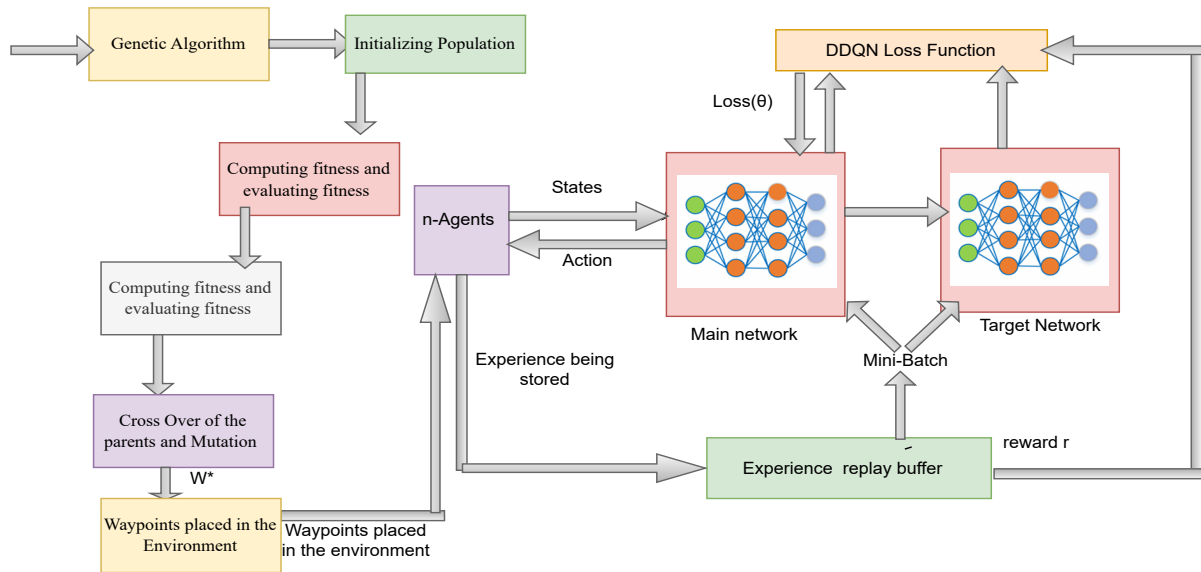 Genetic Algorithm
Initializing Population
DDQN Loss Function
Loss(θ)
Computing fitness and
evaluating fitness
States
n-Agents
Action
Computing fitness and
evaluating fitness
Main network
Target Network
Mini-Batch
Experience being
stored
Cross Over of the
parents and Mutation
W*
reward r
Experience replay buffer
Waypoints placed in the
Environment
Waypoints placed
in the environment